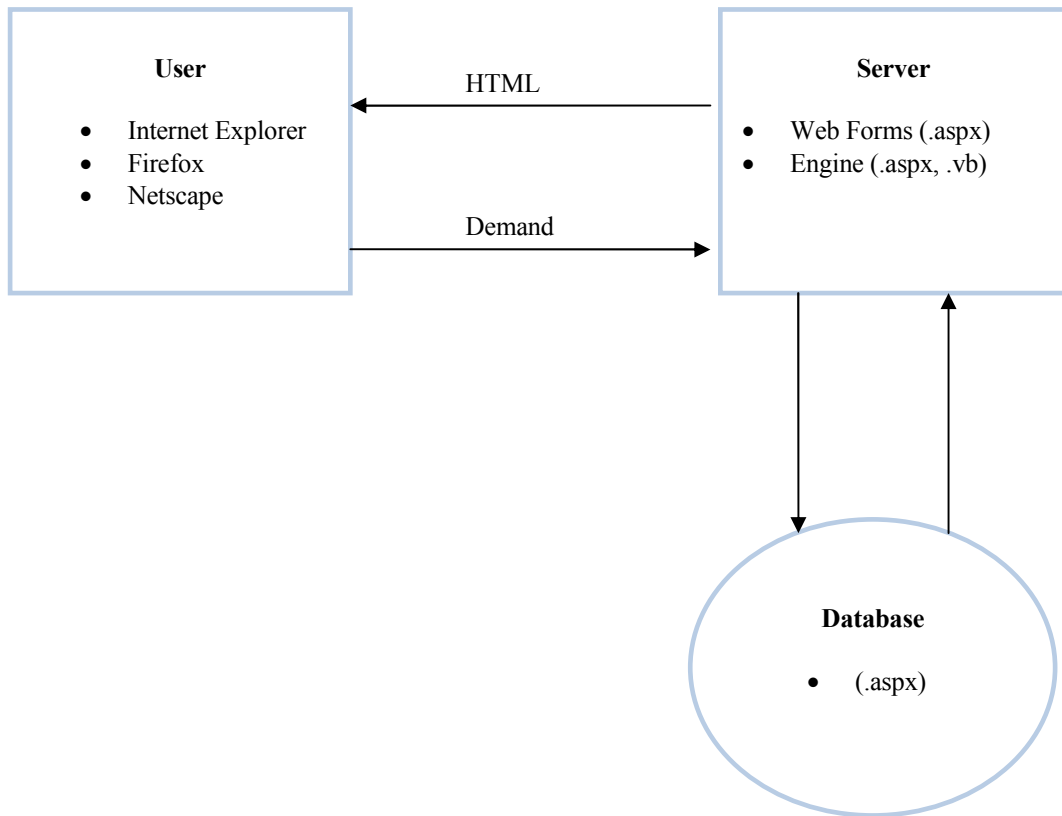 User
• Internet Explorer
• Firefox
• Netscape
HTML
Demand
Server
• Web Forms (.aspx)
• Engine (.aspx, .vb)
Database
• (.aspx)